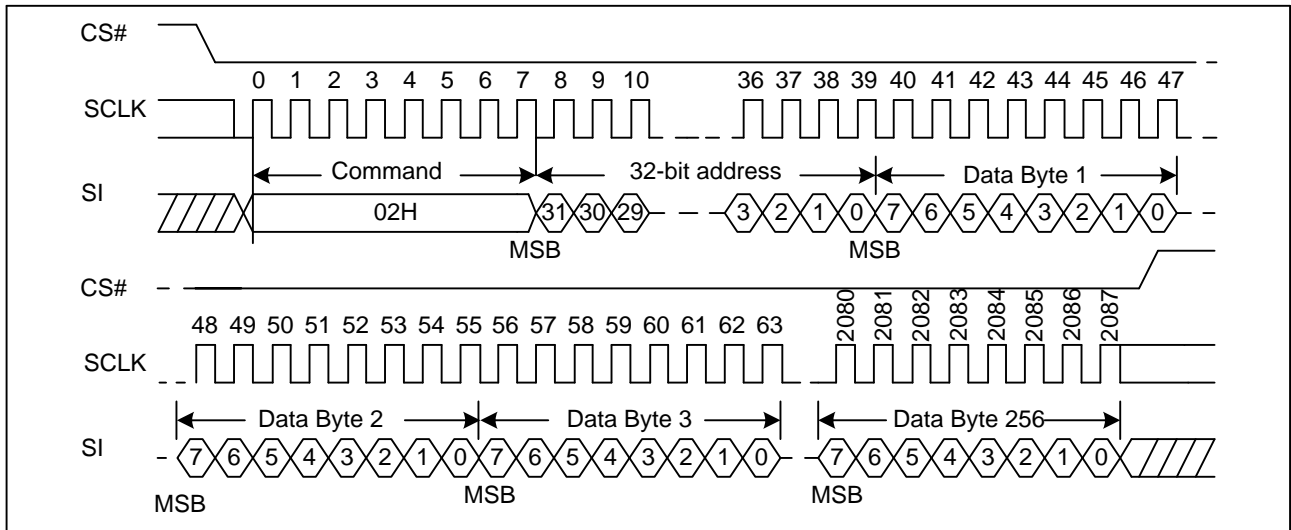 CS#
0 1 2 3 4 5 6 7 8 9 10 36 37 38 39 40 41 42 43 44 45 46 47
SCLK
Command 32-bit address Data Byte 1
SI
02H 31 30 29 3 2 1 0 7 6 5 4 3 2 1 0
MSB MSB
CS#
48 49 50 51 52 53 54 55 56 57 58 59 60 61 62 63 2080 2081 2082 2083 2084 2085 2086 2087
SCLK
Data Byte 2 Data Byte 3 Data Byte 256
SI
7 6 5 4 3 2 1 0 7 6 5 4 3 2 1 0 7 6 5 4 3 2 1 0
MSB MSB MSB